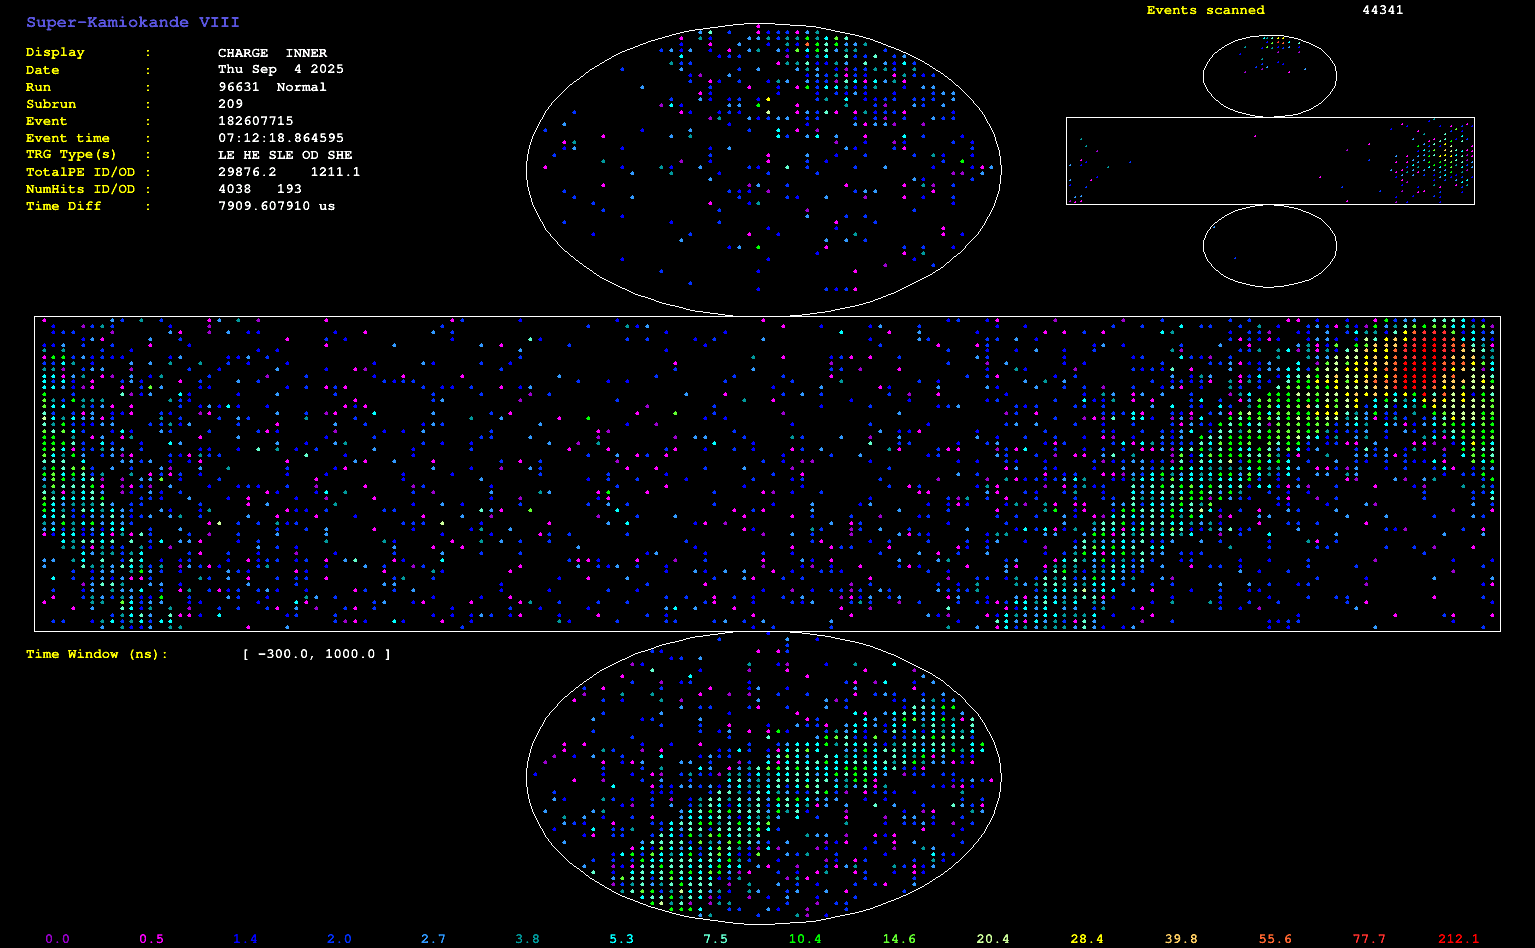 Super-Kamiokande VIII
Events scanned 44341
Display : CHARGE INNER
Date : Thu Sep 4 2025
Run : 96631 Normal
Subrun : 209
Event : 182607715
Event time : 07:12:18.864595
TRG Type(s) : LE HE SLE OD SHE
TotalPE ID/OD : 29876.2 1211.1
NumHits ID/OD : 4038 193
Time Diff : 7909.607910 us
Time Window (ns): [ -300.0, 1000.0 ]
0.0 0.5 1.4 2.0 2.7 3.8 5.3 7.5 10.4 14.6 20.4 28.4 39.8 55.6 77.7 212.1